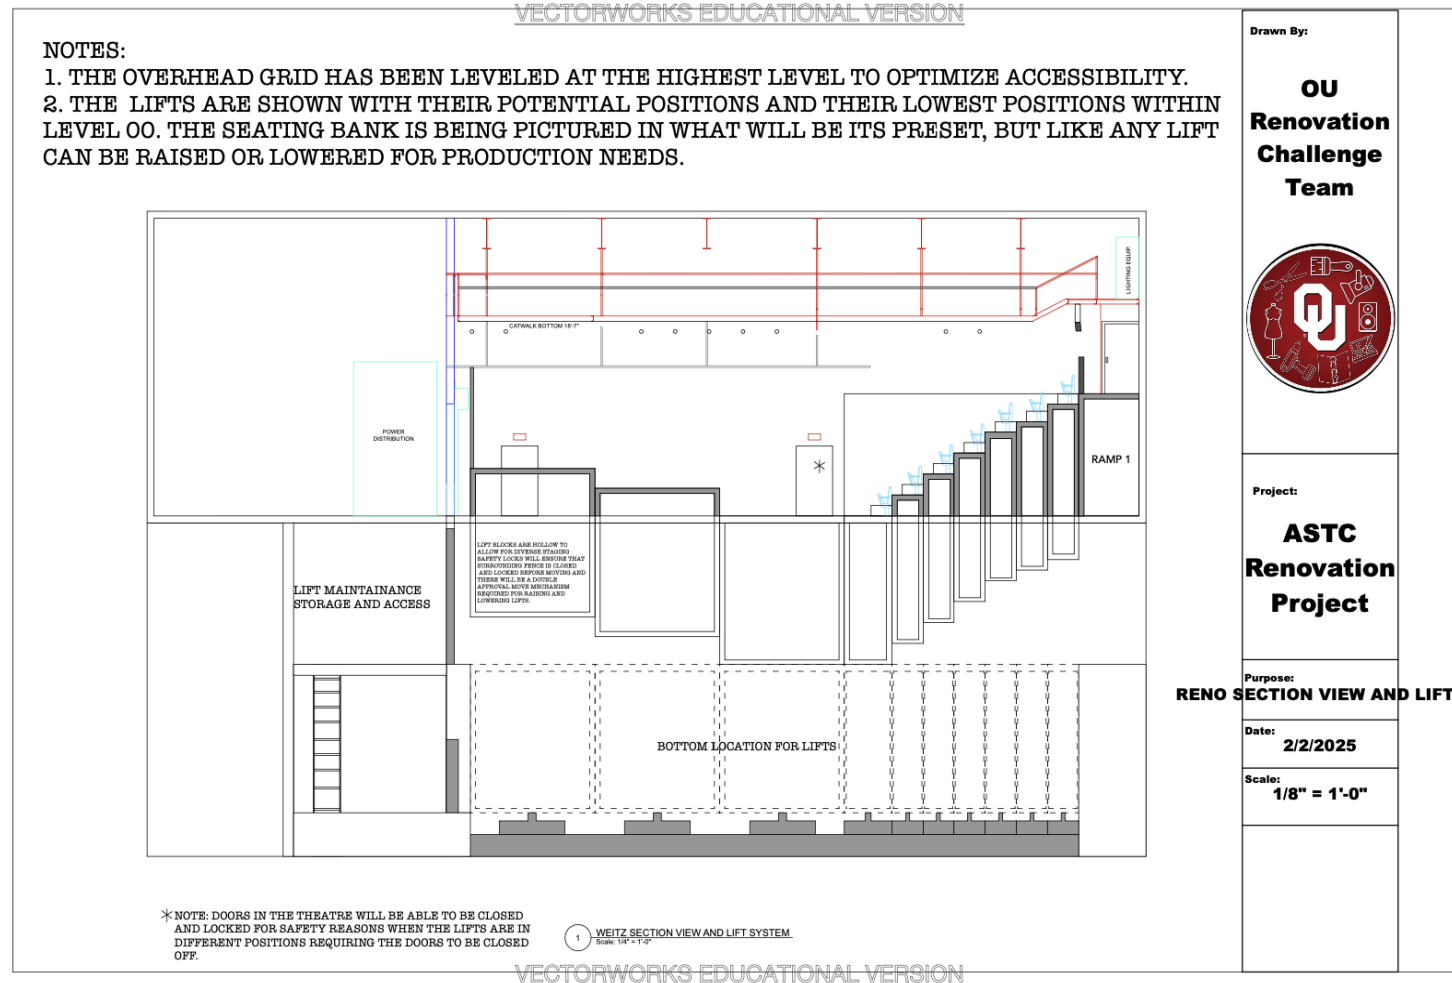 VECTORWORKS EDUCATIONAL VERSION
NOTES:
1. THE OVERHEAD GRID HAS BEEN LEVELED AT THE HIGHEST LEVEL TO OPTIMIZE ACCESSIBILITY.
2. THE LIFTS ARE SHOWN WITH THEIR POTENTIAL POSITIONS AND THEIR LOWEST POSITIONS WITHIN
LEVEL 00. THE SEATING BANK IS BEING PICTURED IN WHAT WILL BE ITS PRESET, BUT LIKE ANY LIFT
CAN BE RAISED OR LOWERED FOR PRODUCTION NEEDS.
LIGHTING EQUIP.
CATWALK BOTTOM 16'-7"
POWER
DISTRIBUTION
RAMP 1
LIFT BLOCKS ARE HOLLOW TO
ALLOW FOR DIVERSE STAGING
SAFETY LOCKS WILL ENSURE THAT
SURROUNDING FENCE IS CLOSED
AND LOCKED BEFORE MOVING AND
THERE WILL BE A DOUBLE
APPROVAL MOVE MECHANISM
REQUIRED FOR RAISING AND
LOWERING LIFTS.
LIFT MAINTAINANCE
STORAGE AND ACCESS
BOTTOM LOCATION FOR LIFTS
NOTE: DOORS IN THE THEATRE WILL BE ABLE TO BE CLOSED
AND LOCKED FOR SAFETY REASONS WHEN THE LIFTS ARE IN
DIFFERENT POSITIONS REQUIRING THE DOORS TO BE CLOSED
OFF.
1
WEITZ SECTION VIEW AND LIFT SYSTEM
Scale: 1/4" = 1'-0"
VECTORWORKS EDUCATIONAL VERSION
Drawn By:
OU
Renovation
Challenge
Team
OU
Project:
ASTC
Renovation
Project
Purpose:
RENO SECTION VIEW AND LIFT
Date:
2/2/2025
Scale:
1/8" = 1'-0"